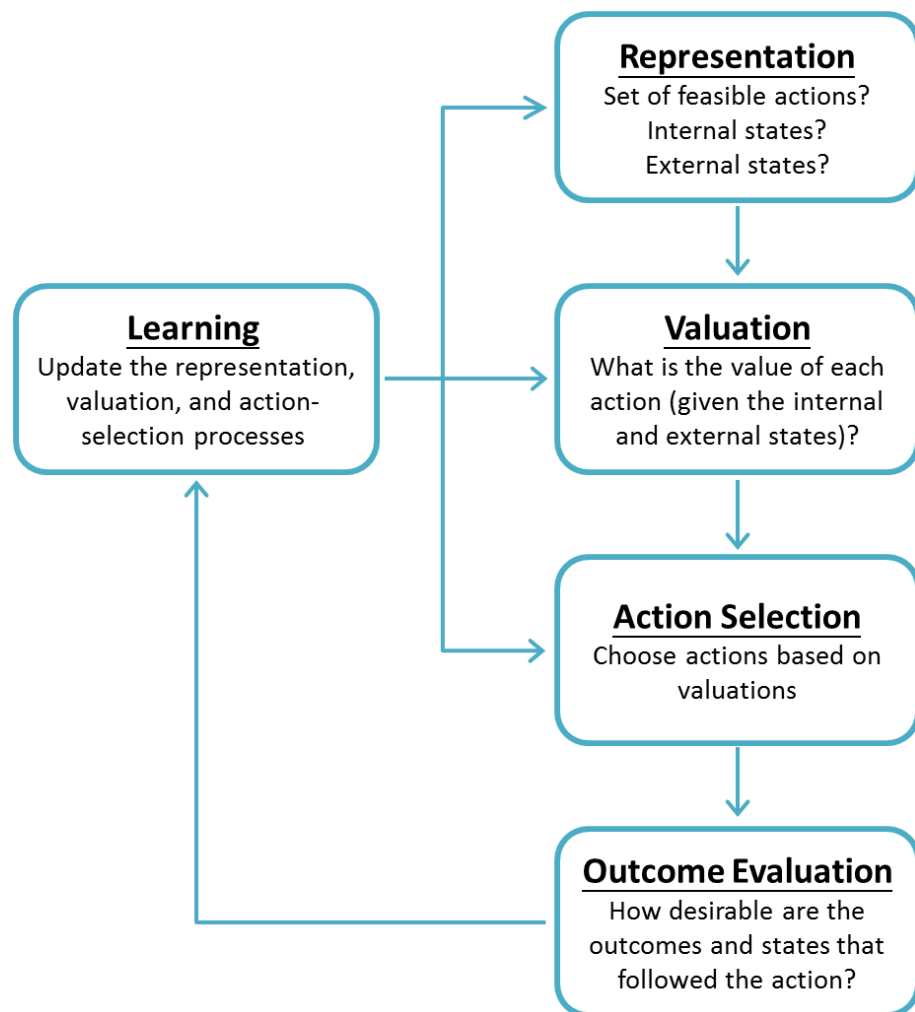 Representation
Set of feasible actions?
Internal states?
External states?
Learning
Update the representation,
valuation, and action-
selection processes
Valuation
What is the value of each
action (given the internal
and external states)?
Action Selection
Choose actions based on
valuations
Outcome Evaluation
How desirable are the
outcomes and states that
followed the action?